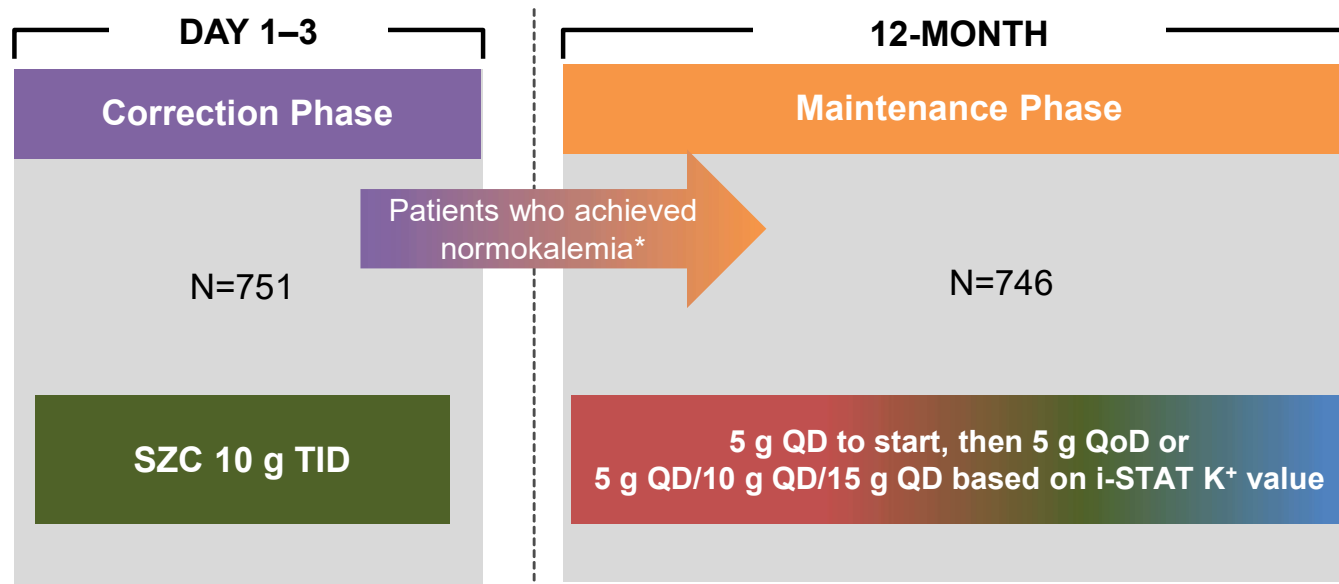 DAY 1–3
12-MONTH
Correction Phase
Maintenance Phase
Patients who achieved
normokalemia*
N=751
N=746
SZC 10 g TID
5 g QD to start, then 5 g QoD or
5 g QD/10 g QD/15 g QD based on i-STAT K⁺ value